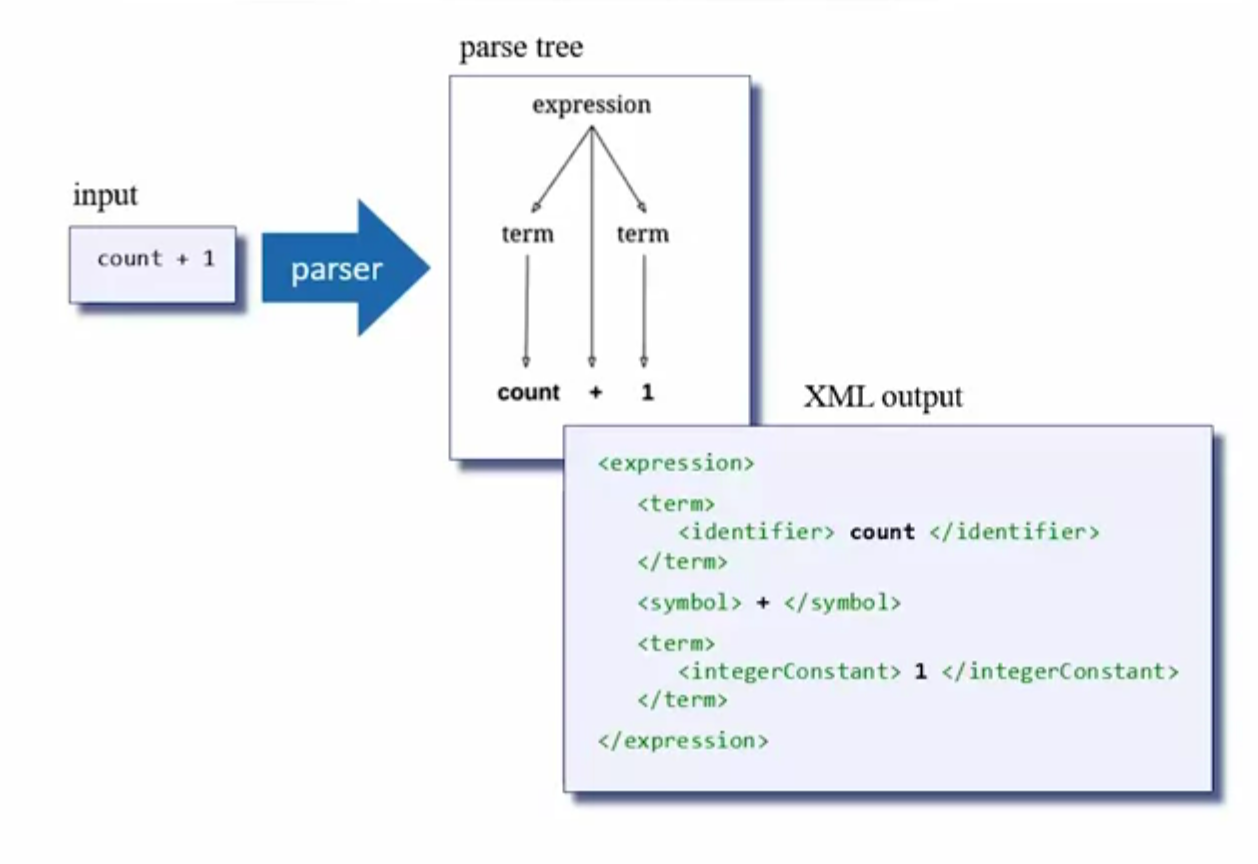 parse tree
expression
input
term term
count + 1
parser
count + 1
XML output
<expression>
<term>
<identifier> count </identifier>
</term>
<symbol> + </symbol>
<term>
<integerConstant> 1 </integerConstant>
</term>
</expression>